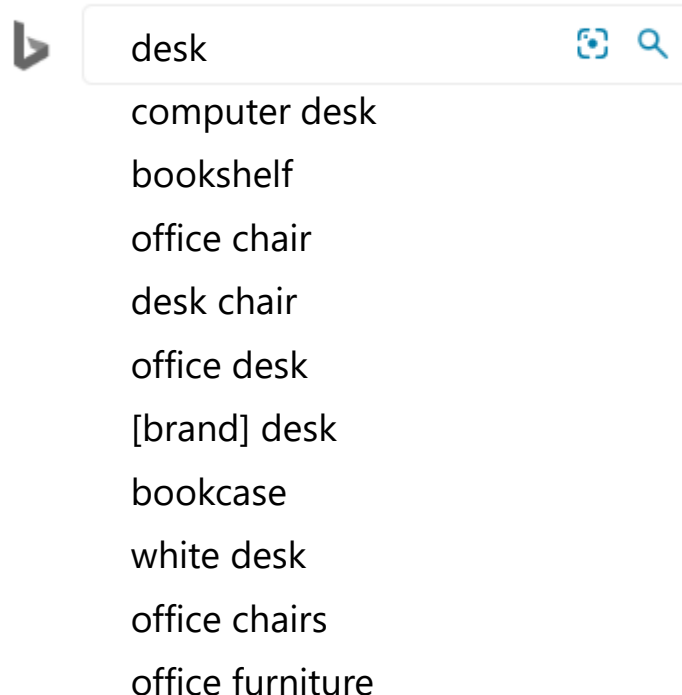 desk
computer desk
bookshelf
office chair
desk chair
office desk
[brand] desk
bookcase
white desk
office chairs
office furniture